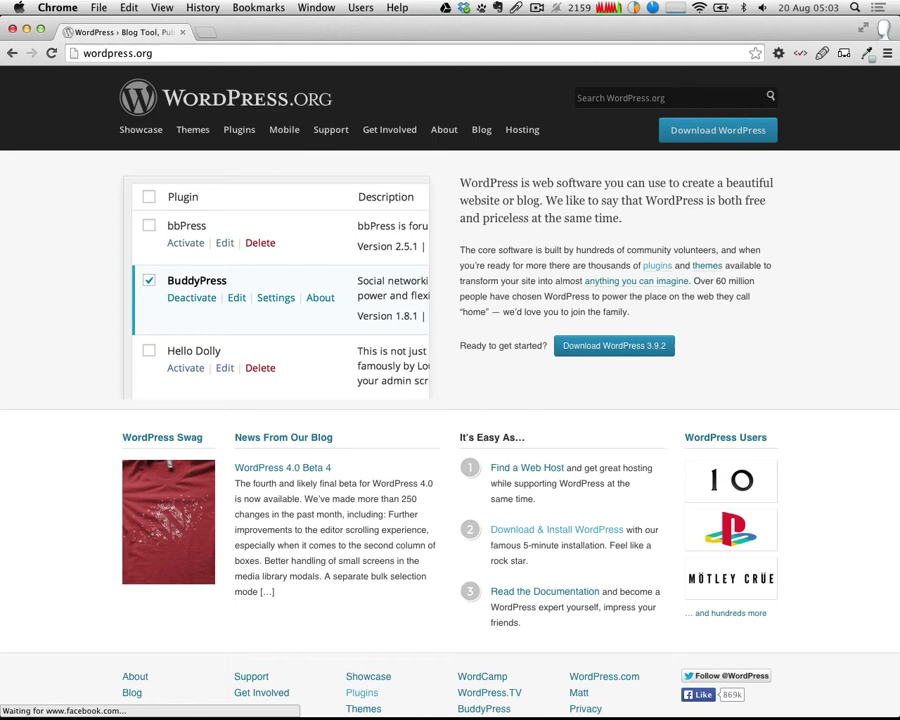 Chrome File Edit View History Bookmarks Window Users Help 2159 20 Aug 05:03
WordPress › Blog Tool, Pu
wordpress.org
WORDPRESS.ORG
Search WordPress.org
Showcase Themes Plugins Mobile Support Get Involved About Blog Hosting
Download WordPress
Plugin Description
bbPress bbPress is foru
Activate | Edit | Delete Version 2.5.1 |
BuddyPress Social networki
Deactivate | Edit | Settings | About power and flexi
Version 1.8.1 |
Hello Dolly This is not just
Activate | Edit | Delete famously by Lou
your admin scr
WordPress is web software you can use to create a beautiful
website or blog. We like to say that WordPress is both free
and priceless at the same time.
The core software is built by hundreds of community volunteers, and when
you're ready for more there are thousands of plugins and themes available to
transform your site into almost anything you can imagine. Over 60 million
people have chosen WordPress to power the place on the web they call
“home” — we'd love you to join the family.
Ready to get started? Download WordPress 3.9.2
WordPress Swag
News From Our Blog
WordPress 4.0 Beta 4
The fourth and likely final beta for WordPress 4.0
is now available. We've made more than 250
changes in the past month, including: Further
improvements to the editor scrolling experience,
especially when it comes to the second column of
boxes. Better handling of small screens in the
media library modals. A separate bulk selection
mode […]
It's Easy As…
1 Find a Web Host and get great hosting
while supporting WordPress at the
same time.
2 Download & Install WordPress with our
famous 5-minute installation. Feel like a
rock star.
3 Read the Documentation and become a
WordPress expert yourself, impress your
friends.
WordPress Users
10
MÖTLEY CRÜE
… and hundreds more
About Support Showcase WordCamp WordPress.com Follow @WordPress
Blog Get Involved Plugins WordPress.TV Matt Like 869k
Themes BuddyPress Privacy
Waiting for www.facebook.com...